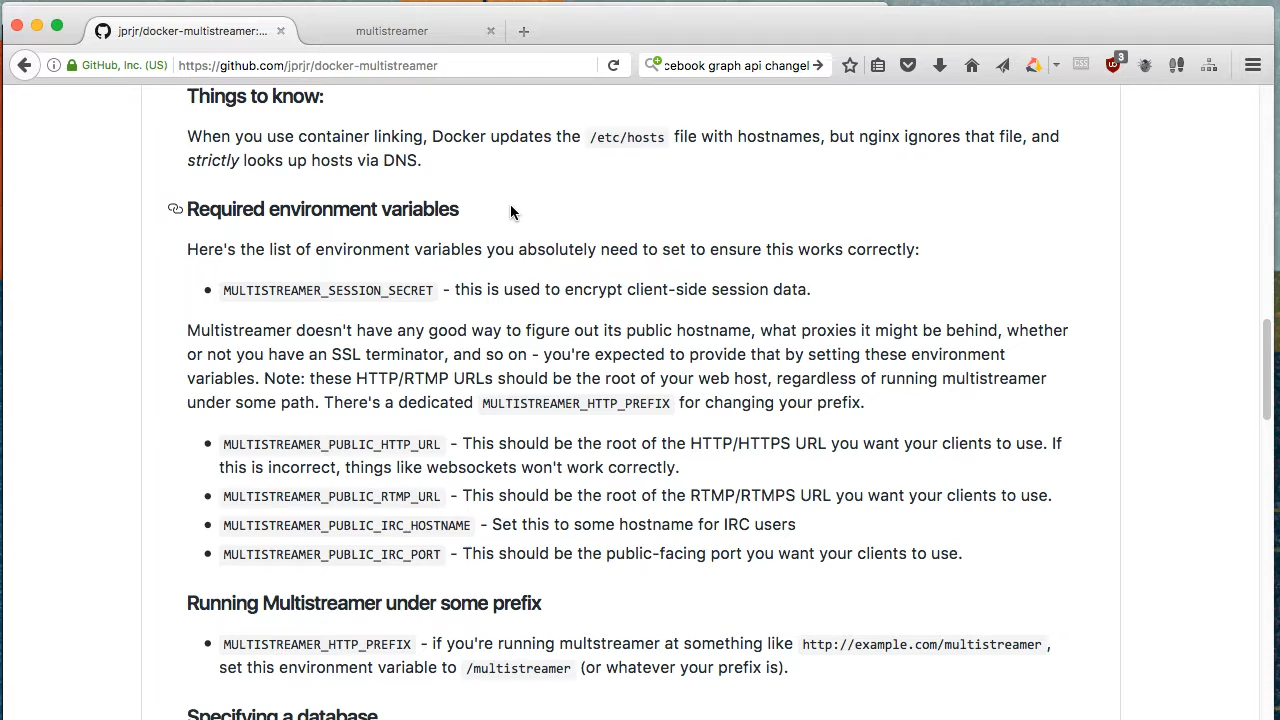 jprjr/docker-multistreamer:...
multistreamer
GitHub, Inc. (US)
https://github.com/jprjr/docker-multistreamer
cebook graph api changel
3
Things to know:
When you use container linking, Docker updates the /etc/hosts file with hostnames, but nginx ignores that file, and
strictly looks up hosts via DNS.
Required environment variables
Here's the list of environment variables you absolutely need to set to ensure this works correctly:
• MULTISTREAMER_SESSION_SECRET - this is used to encrypt client-side session data.
Multistreamer doesn't have any good way to figure out its public hostname, what proxies it might be behind, whether
or not you have an SSL terminator, and so on - you're expected to provide that by setting these environment
variables. Note: these HTTP/RTMP URLs should be the root of your web host, regardless of running multistreamer
under some path. There's a dedicated MULTISTREAMER_HTTP_PREFIX for changing your prefix.
• MULTISTREAMER_PUBLIC_HTTP_URL - This should be the root of the HTTP/HTTPS URL you want your clients to use. If
this is incorrect, things like websockets won't work correctly.
• MULTISTREAMER_PUBLIC_RTMP_URL - This should be the root of the RTMP/RTMPS URL you want your clients to use.
• MULTISTREAMER_PUBLIC_IRC_HOSTNAME - Set this to some hostname for IRC users
• MULTISTREAMER_PUBLIC_IRC_PORT - This should be the public-facing port you want your clients to use.
Running Multistreamer under some prefix
• MULTISTREAMER_HTTP_PREFIX - if you're running multstreamer at something like http://example.com/multistreamer,
set this environment variable to /multistreamer (or whatever your prefix is).
Specifying a database